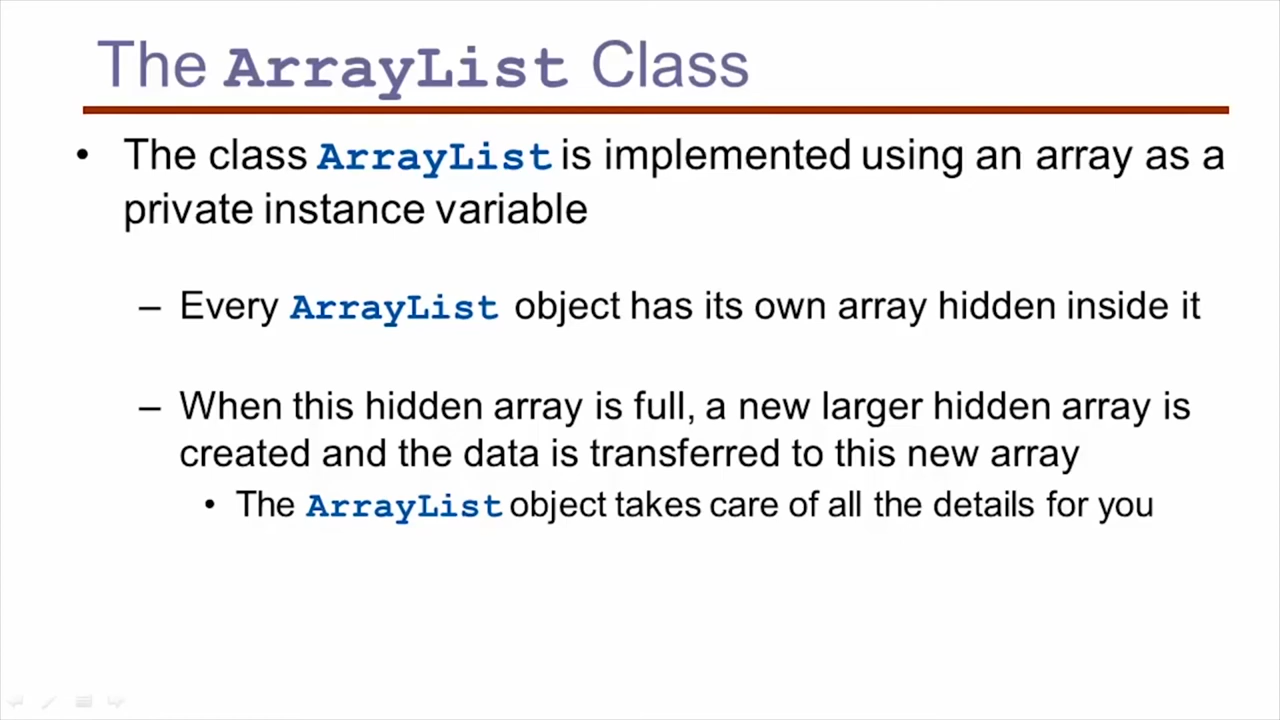 The ArrayList Class
• The class ArrayList is implemented using an array as a
private instance variable
– Every ArrayList object has its own array hidden inside it
– When this hidden array is full, a new larger hidden array is
created and the data is transferred to this new array
• The ArrayList object takes care of all the details for you